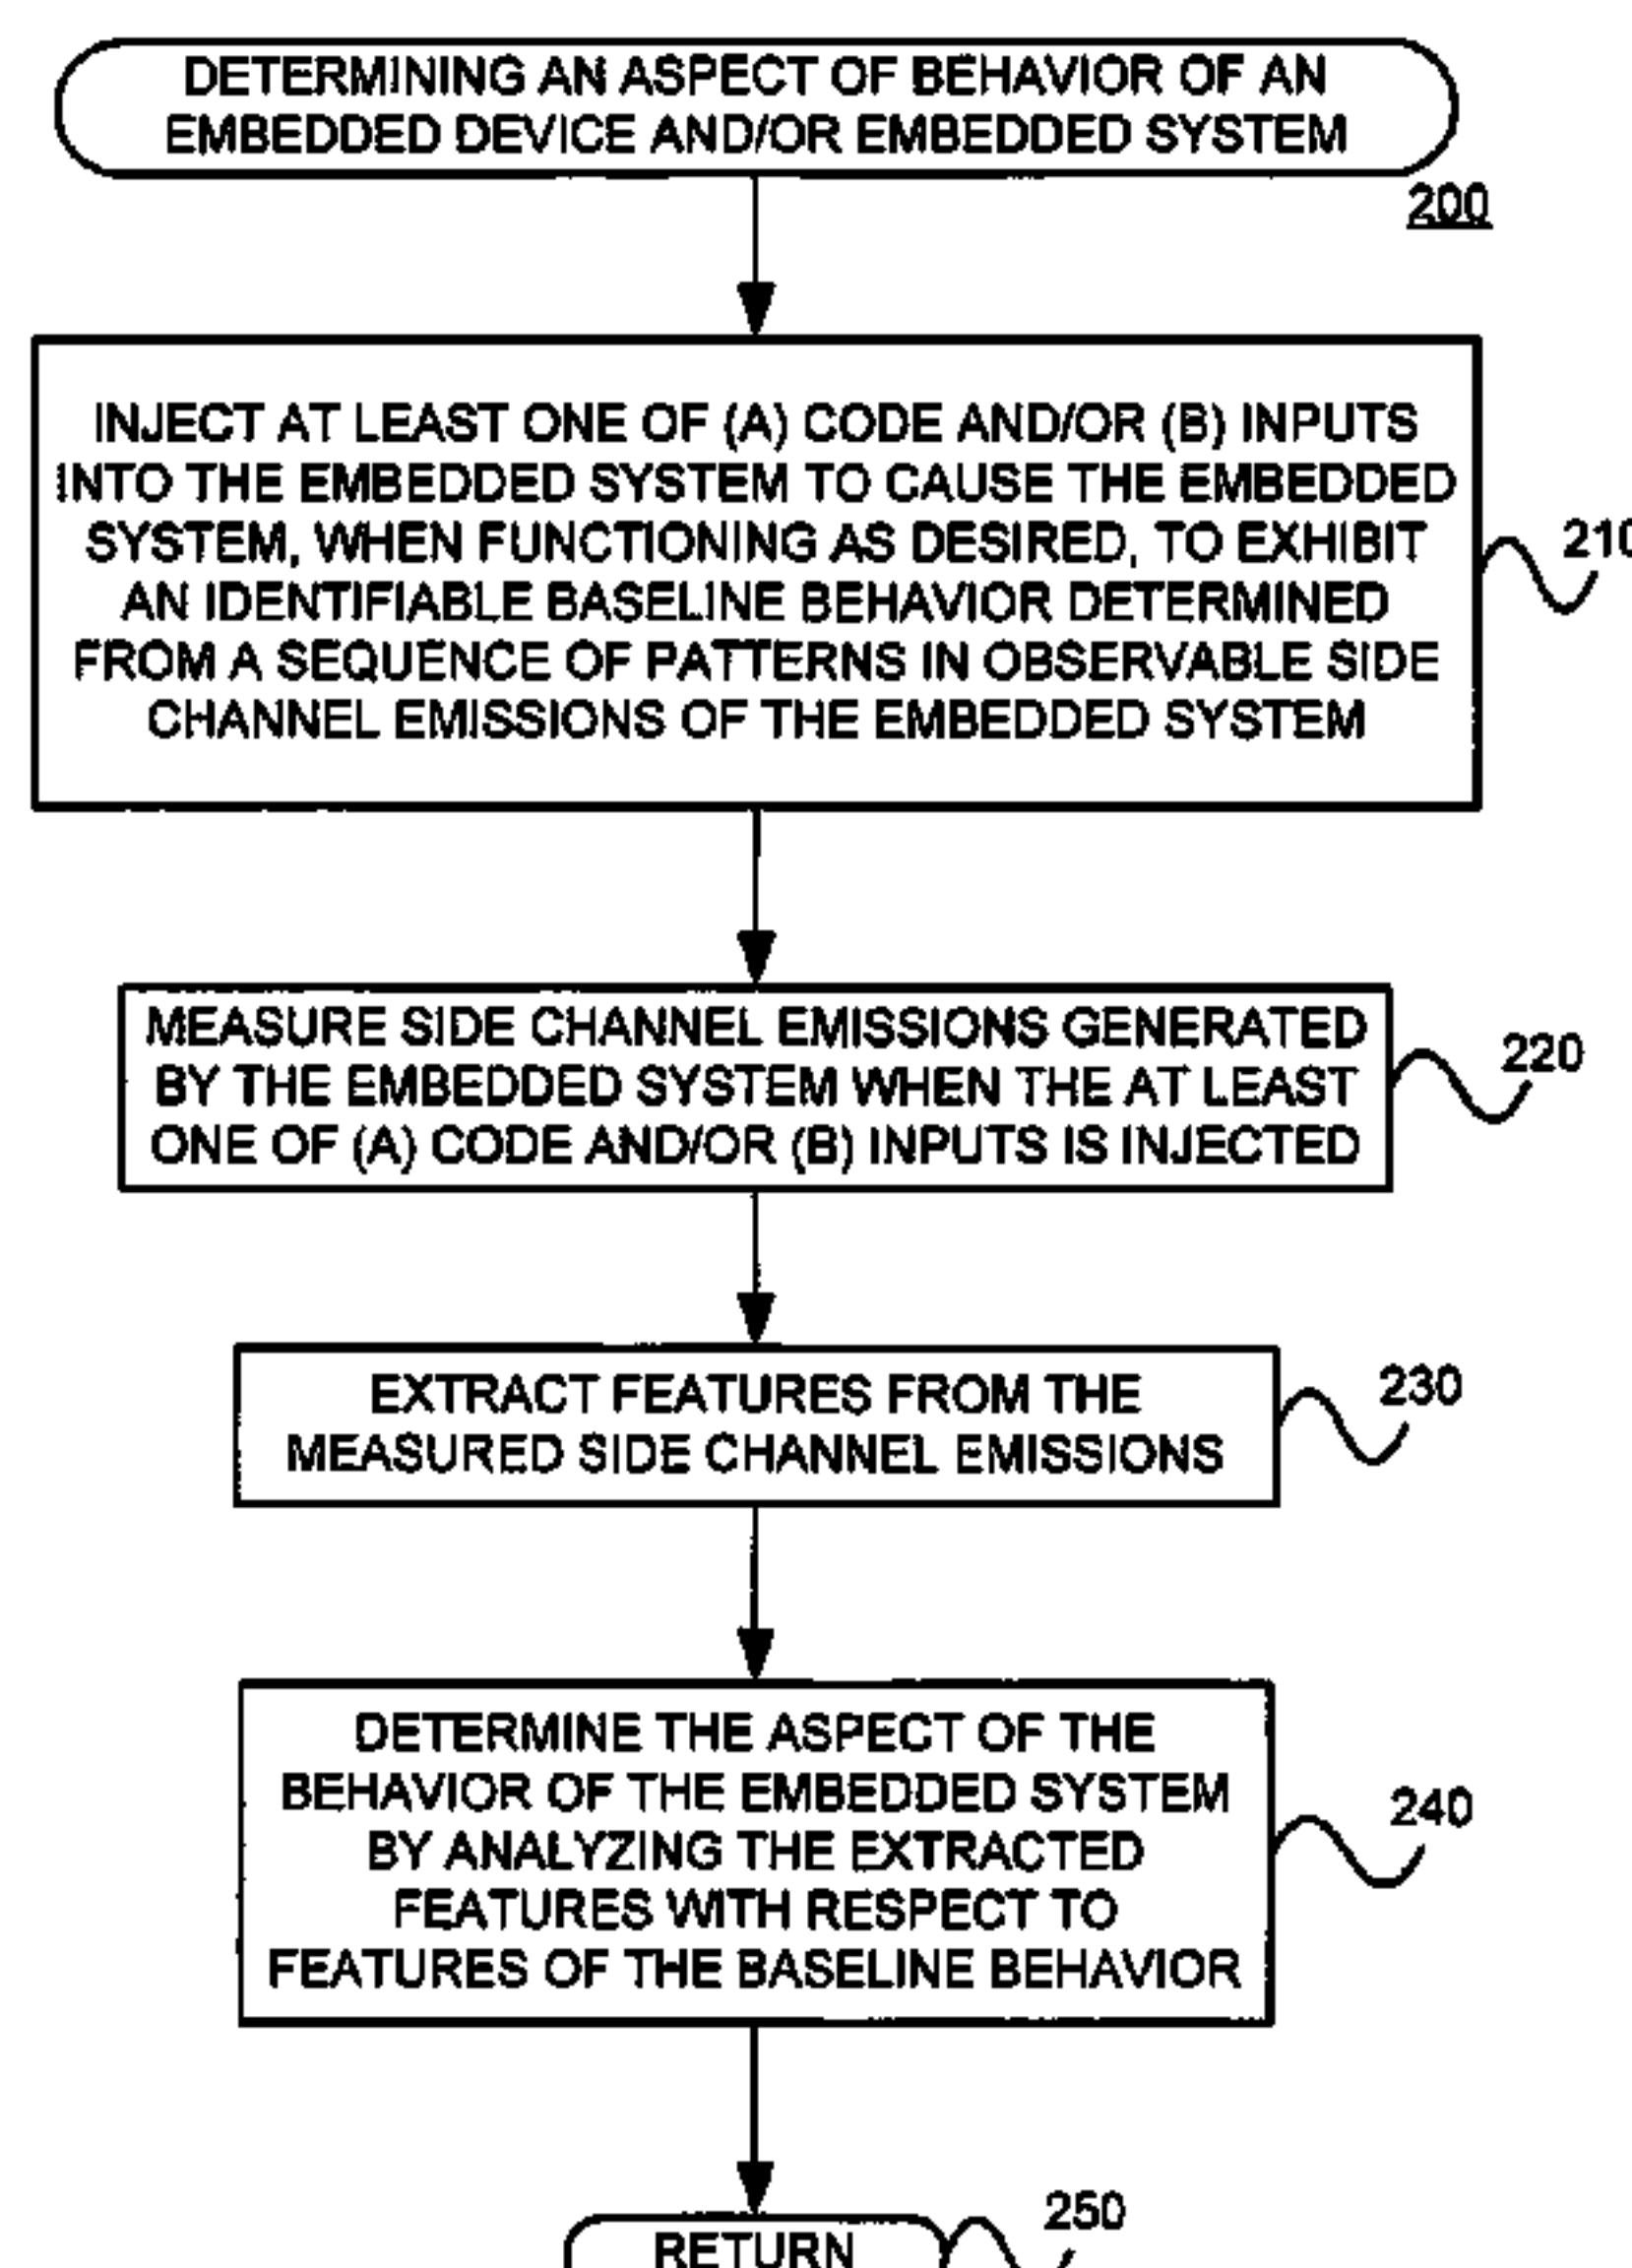 DETERMINING AN ASPECT OF BEHAVIOR OF AN
EMBEDDED DEVICE AND/OR EMBEDDED SYSTEM
200
INJECT AT LEAST ONE OF (A) CODE AND/OR (B) INPUTS
INTO THE EMBEDDED SYSTEM TO CAUSE THE EMBEDDED
SYSTEM, WHEN FUNCTIONING AS DESIRED, TO EXHIBIT
AN IDENTIFIABLE BASELINE BEHAVIOR DETERMINED
FROM A SEQUENCE OF PATTERNS IN OBSERVABLE SIDE
CHANNEL EMISSIONS OF THE EMBEDDED SYSTEM
210
MEASURE SIDE CHANNEL EMISSIONS GENERATED
BY THE EMBEDDED SYSTEM WHEN THE AT LEAST
ONE OF (A) CODE AND/OR (B) INPUTS IS INJECTED
220
EXTRACT FEATURES FROM THE
MEASURED SIDE CHANNEL EMISSIONS
230
DETERMINE THE ASPECT OF THE
BEHAVIOR OF THE EMBEDDED SYSTEM
BY ANALYZING THE EXTRACTED
FEATURES WITH RESPECT TO
FEATURES OF THE BASELINE BEHAVIOR
240
RETURN
250